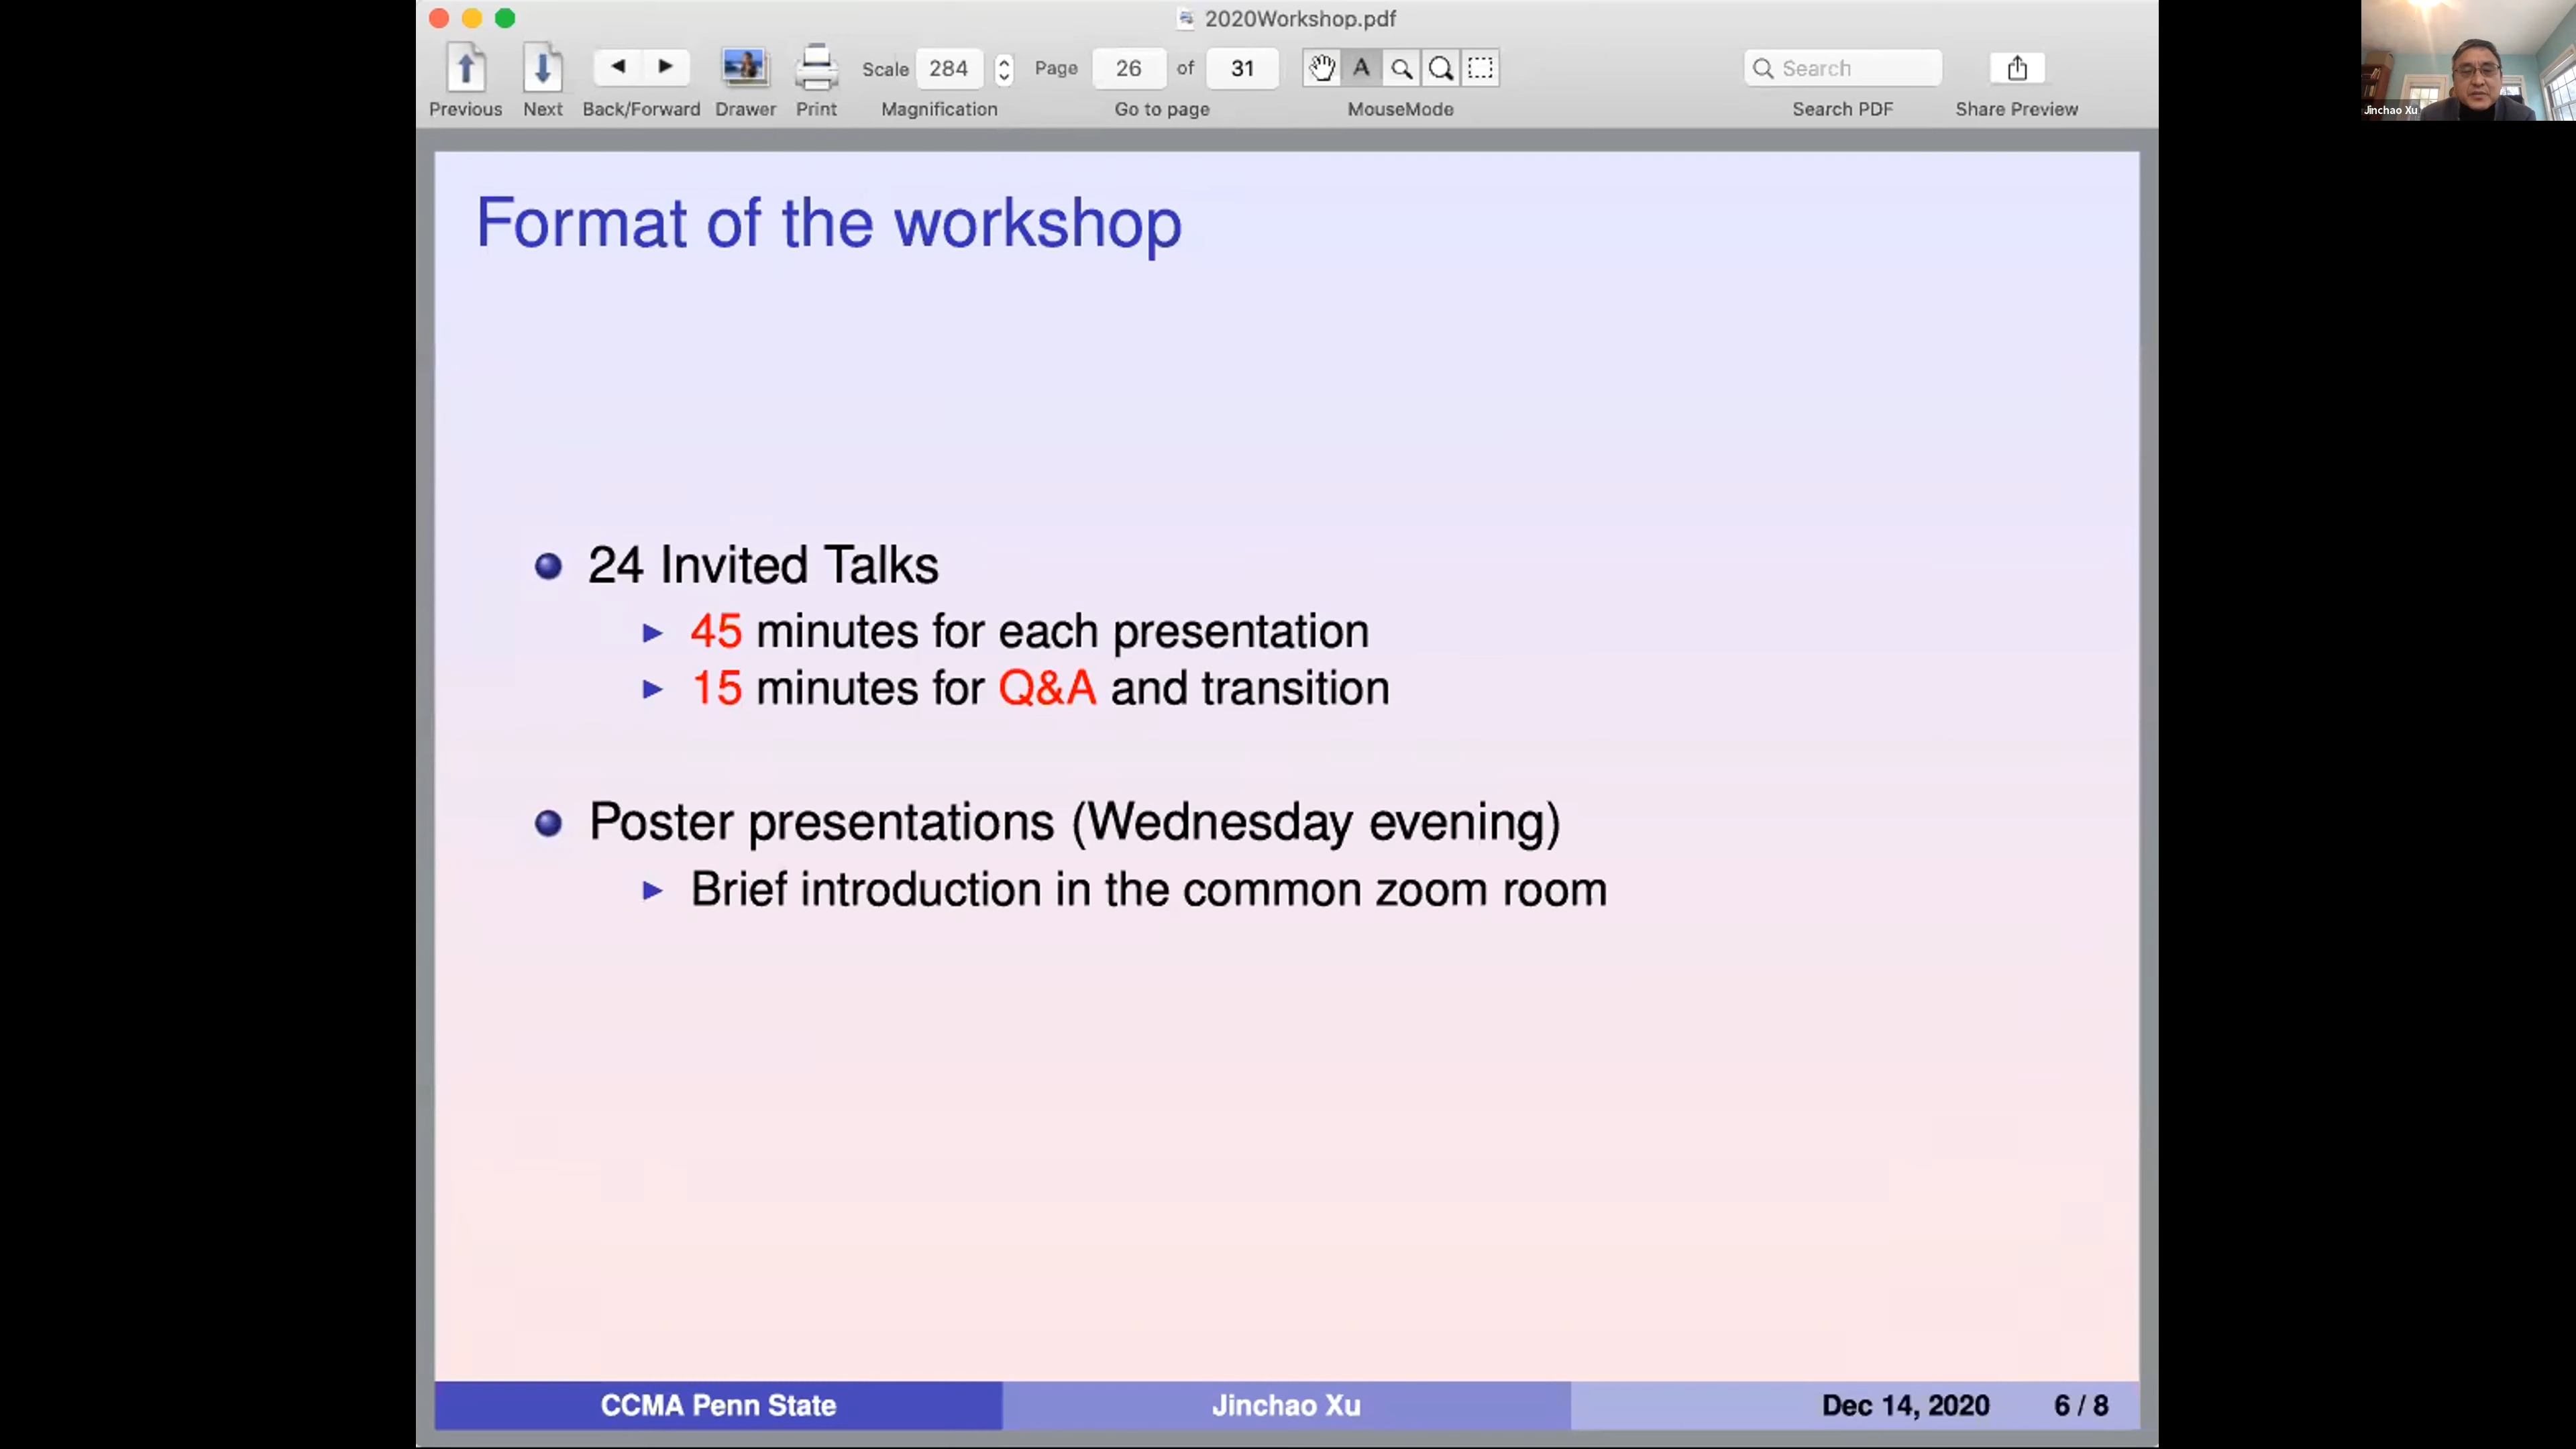 2020Workshop.pdf
Previous Next Back/Forward Drawer Print Scale 284 Magnification Page 26 of 31 Go to page A MouseMode Search Search PDF Share Preview
Jinchao Xu
Format of the workshop
24 Invited Talks
45 minutes for each presentation
15 minutes for Q&A and transition
Poster presentations (Wednesday evening)
Brief introduction in the common zoom room
CCMA Penn State Jinchao Xu Dec 14, 2020 6 / 8